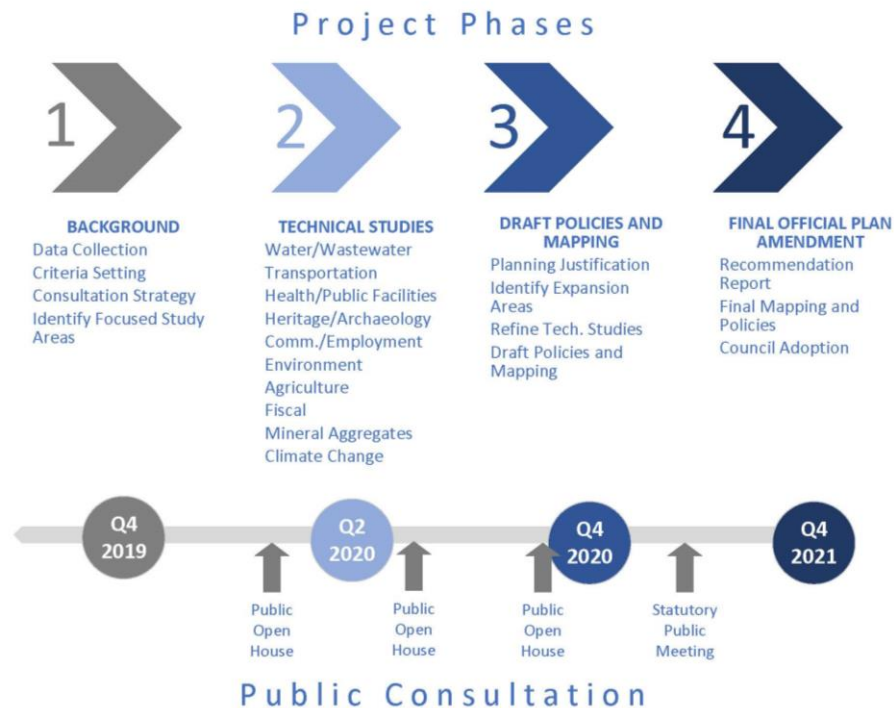 Project Phases
1
2
3
4
BACKGROUND
Data Collection
Criteria Setting
Consultation Strategy
Identify Focused Study
Areas
TECHNICAL STUDIES
Water/Wastewater
Transportation
Health/Public Facilities
Heritage/Archaeology
Comm./Employment
Environment
Agriculture
Fiscal
Mineral Aggregates
Climate Change
DRAFT POLICIES AND
MAPPING
Planning Justification
Identify Expansion
Areas
Refine Tech. Studies
Draft Policies and
Mapping
FINAL OFFICIAL PLAN
AMENDMENT
Recommendation
Report
Final Mapping and
Policies
Council Adoption
Q4
2019
Q2
2020
Q4
2020
Q4
2021
Public
Open
House
Public
Open
House
Public
Open
House
Statutory
Public
Meeting
Public Consultation